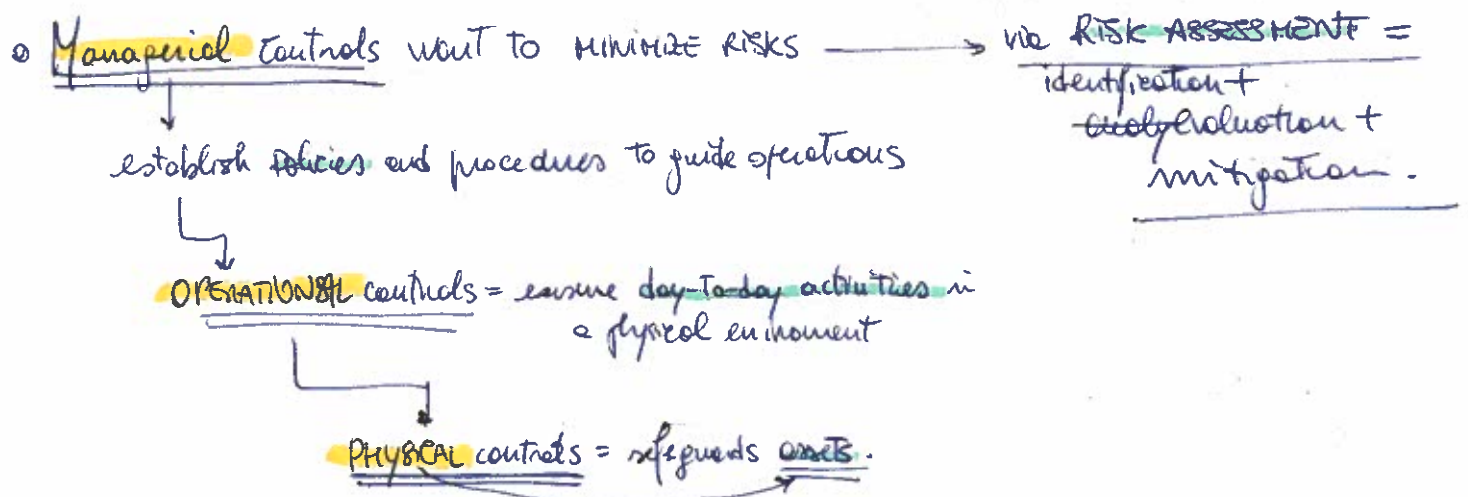 Managerial controls want to MINIMIZE RISKS → via RISK ASSESSMENT =
identification +
evaluation +
mitigation.
establish policies and procedures to guide operations
OPERATIONAL controls = ensure day-to-day activities in
a physical enviroment
PHYSICAL controls = safeguards assets.